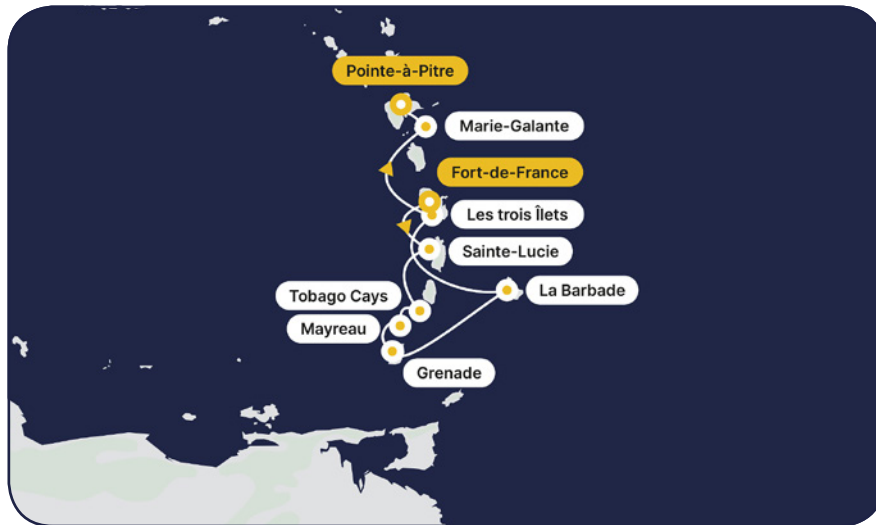 Pointe-à-Pitre
Marie-Galante
Fort-de-France
Les trois Îlets
Sainte-Lucie
La Barbade
Tobago Cays
Mayreau
Grenade